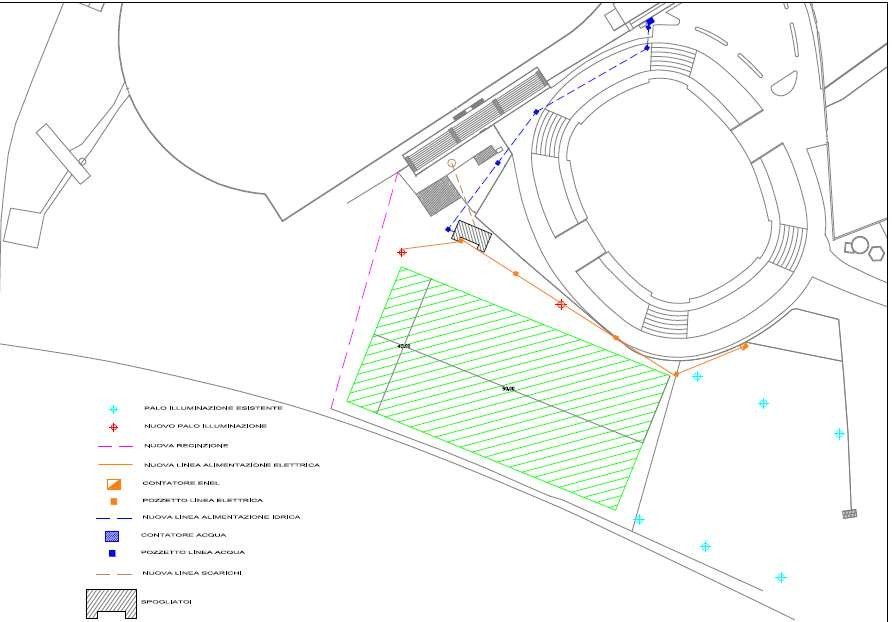 PALO ILLUMINAZIONE ESISTENTE
NUOVO PALO ILLUMINAZIONE
NUOVA RECINZIONE
NUOVA LINEA ALIMENTAZIONE ELETTRICA
CONTATORE ENEL
POZZETTO LINEA ELETTRICA
NUOVA LINEA ALIMENTAZIONE IDRICA
CONTATORE ACQUA
POZZETTO LINEA ACQUA
NUOVA LINEA SCARICHI
SPOGLIATOI